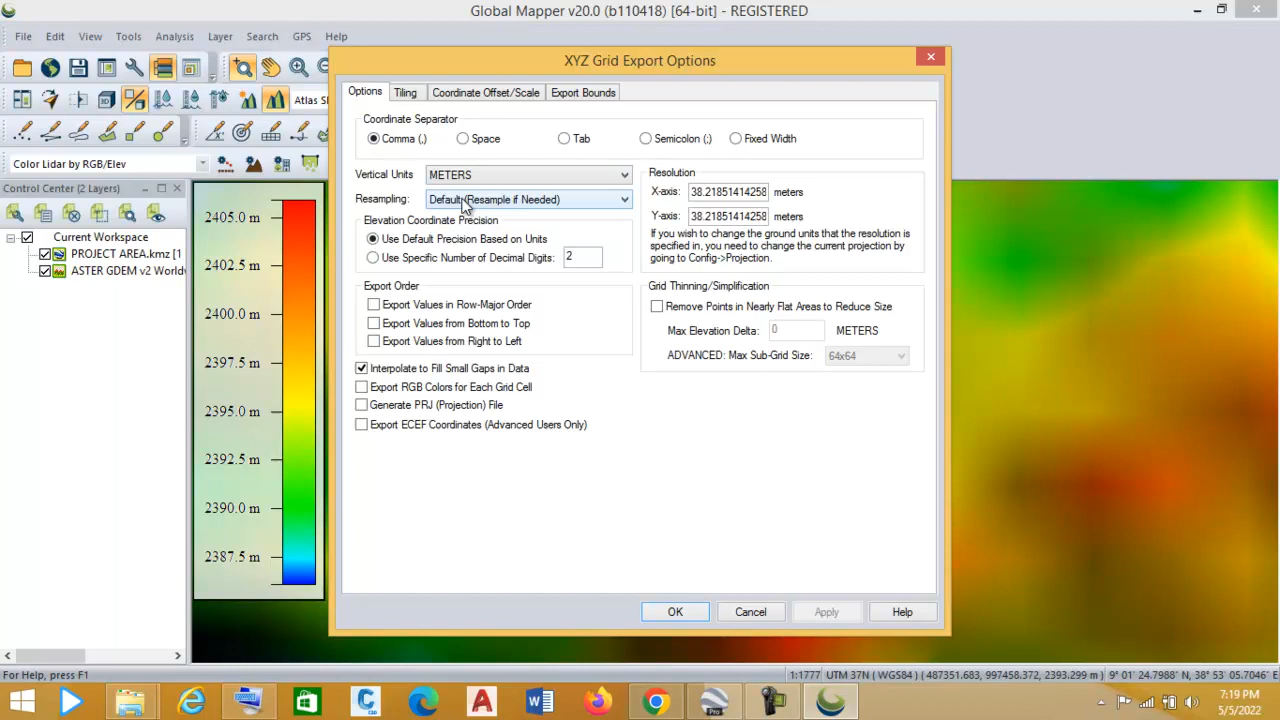 Global Mapper v20.0 (b110418) [64-bit] - REGISTERED
File Edit View Tools Analysis Layer Search GPS Help
XYZ Grid Export Options
Options Tiling Coordinate Offset/Scale Export Bounds
Atlas
Coordinate Separator
Comma (,) Space Tab Semicolon (;) Fixed Width
Color Lidar by RGB/Elev
Vertical Units METERS
Resampling: Default (Resample if Needed)
Resolution
X-axis: 38.21851414258 meters
Y-axis: 38.21851414258 meters
If you wish to change the ground units that the resolution is
specified in, you need to change the current projection by
going to Config->Projection.
Control Center (2 Layers)
Current Workspace
PROJECT AREA.kmz [1
ASTER GDEM v2 Worldv
2405.0 m
2402.5 m
2400.0 m
2397.5 m
2395.0 m
2392.5 m
2390.0 m
2387.5 m
Elevation Coordinate Precision
Use Default Precision Based on Units
Use Specific Number of Decimal Digits: 2
Export Order
Export Values in Row-Major Order
Export Values from Bottom to Top
Export Values from Right to Left
Grid Thinning/Simplification
Remove Points in Nearly Flat Areas to Reduce Size
Max Elevation Delta: 0 METERS
ADVANCED: Max Sub-Grid Size: 64x64
Interpolate to Fill Small Gaps in Data
Export RGB Colors for Each Grid Cell
Generate PRJ (Projection) File
Export ECEF Coordinates (Advanced Users Only)
OK Cancel Apply Help
For Help, press F1
1:1777 UTM 37N (WGS84) ( 487351.683, 997458.372, 2393.299 m ) 9° 01' 24.7988" N, 38° 53' 05.7046" E
Pro
7:19 PM
5/5/2022